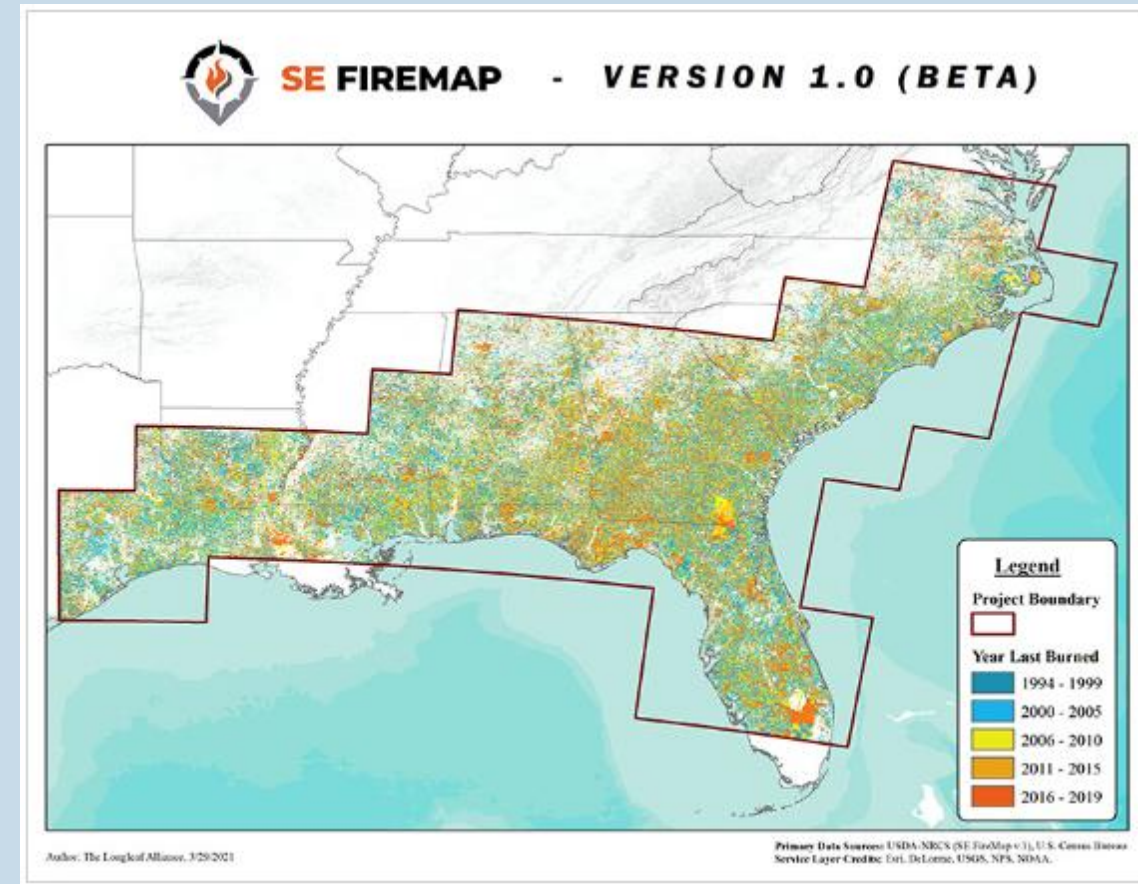 SE FIREMAP - VERSION 1.0 (BETA)
Legend
Project Boundary
Year Last Burned
1994 - 1999
2000 - 2005
2006 - 2010
2011 - 2015
2016 - 2019
Author: The Longleaf Alliance, 3/29/2021
Primary Data Sources: USDA-NRCS (SE FireMap v.1), U.S. Census Bureau
Service Layer Credits: Esri, DeLorme, USGS, NPS, NOAA.